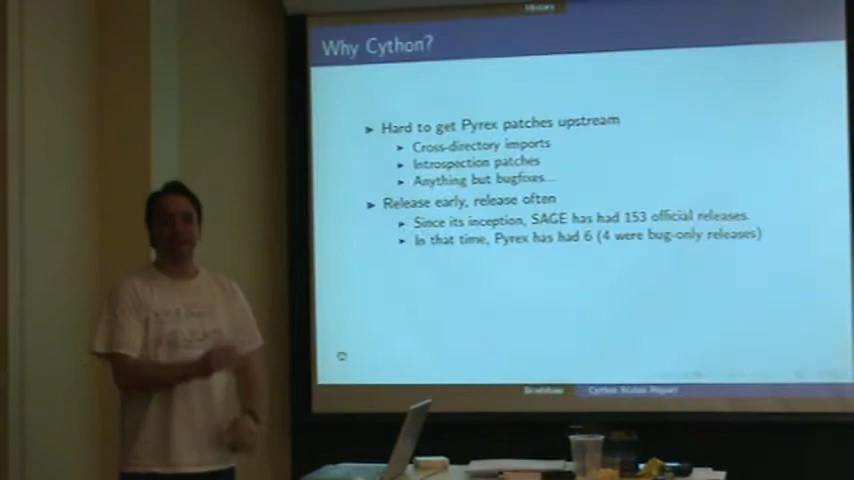 History
Why Cython?
Hard to get Pyrex patches upstream
Cross-directory imports
Introspection patches
Anything but bugfixes...
Release early, release often
Since its inception, SAGE has had 153 official releases.
In that time, Pyrex has had 6 (4 were bug-only releases)
Bradshaw
Cython Status Report